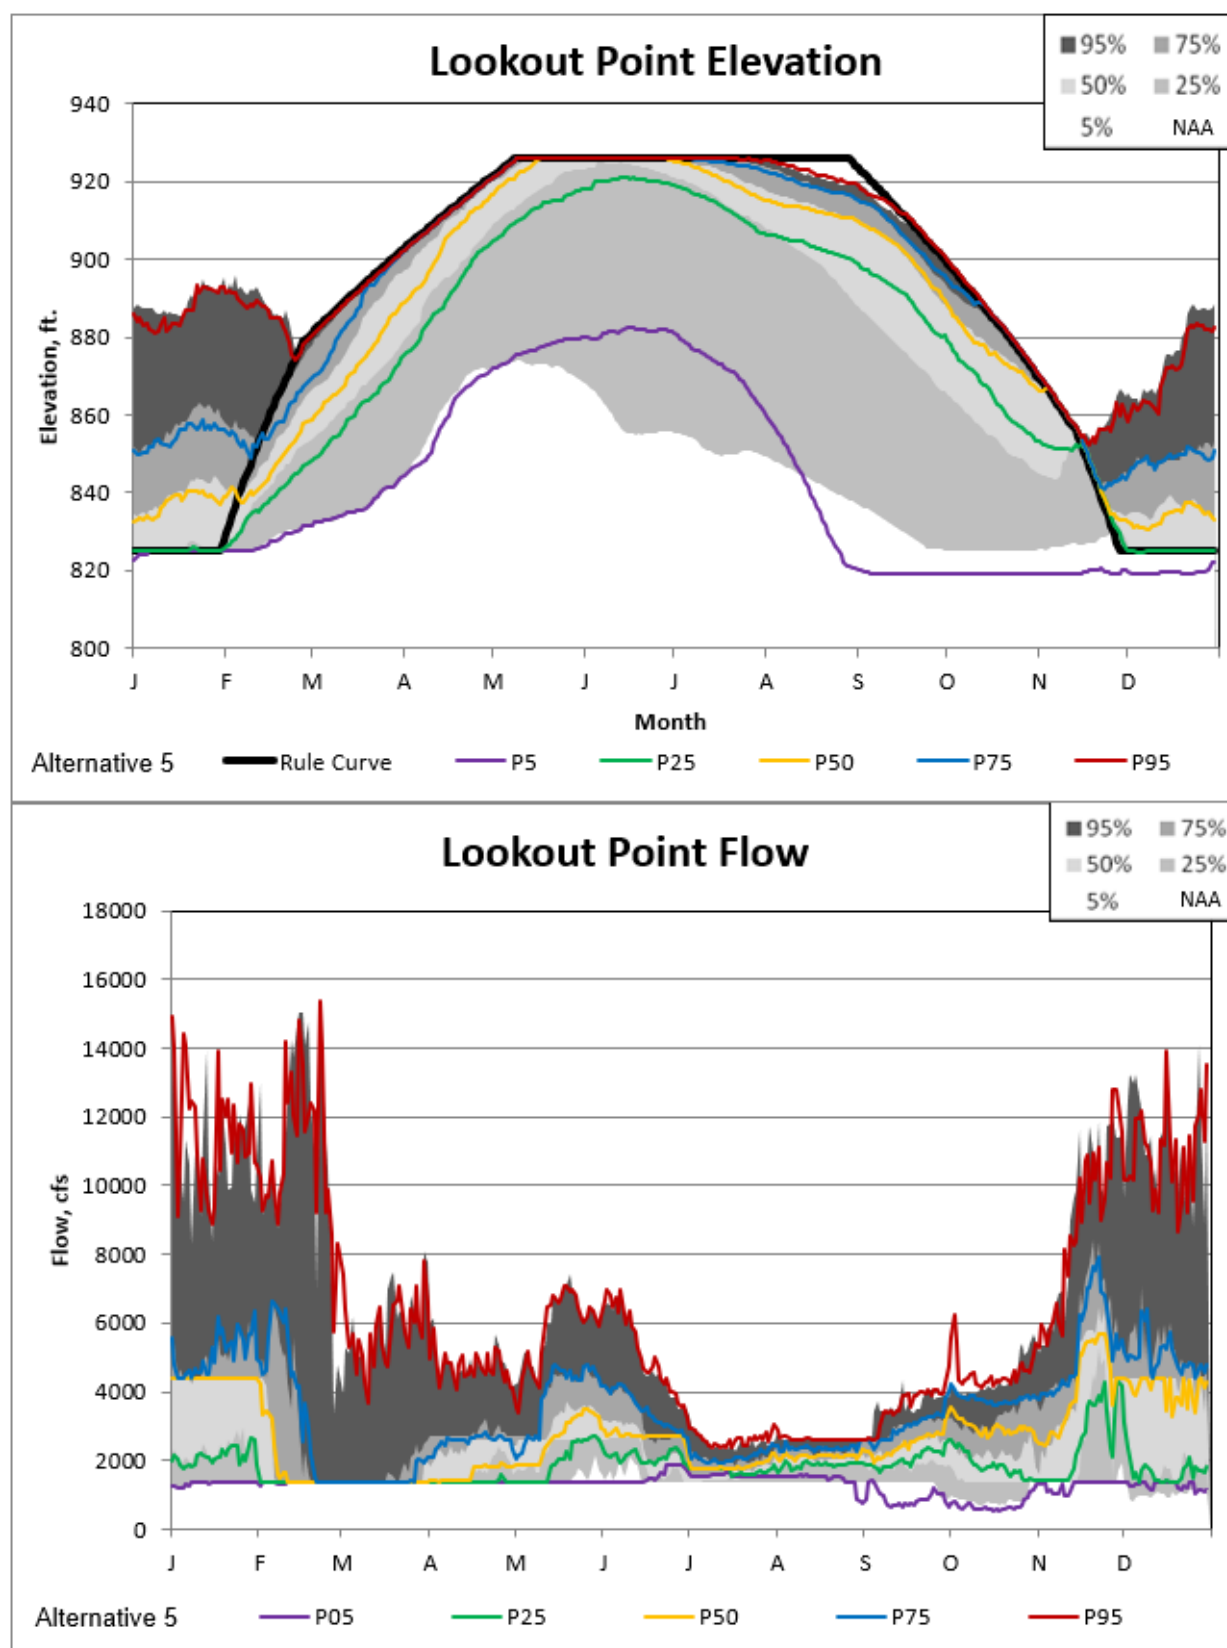 Lookout Point Elevation
95% 75%
50% 25%
5% NAA
940
920
900
880
860
840
820
800
Elevation, ft.
J F M A M J J A S O N D
Month
Alternative 5 Rule Curve P5 P25 P50 P75 P95
Lookout Point Flow
95% 75%
50% 25%
5% NAA
18000
16000
14000
12000
10000
8000
6000
4000
2000
0
Flow, cfs
J F M A M J J A S O N D
Alternative 5 P05 P25 P50 P75 P95